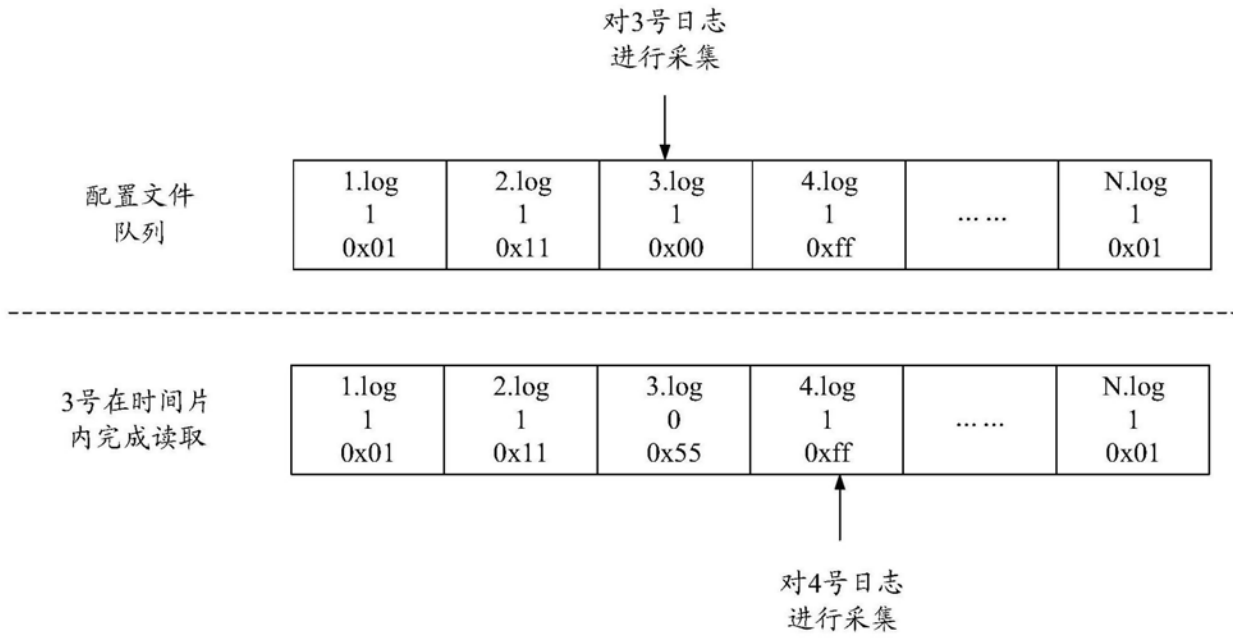 对3号日志
进行采集
配置文件
队列
1.log 2.log 3.log 4.log N.log
1 1 1 1 …… 1
0x01 0x11 0x00 0xff 0x01
3号在时间片
内完成读取
1.log 2.log 3.log 4.log N.log
1 1 0 1 …… 1
0x01 0x11 0x55 0xff 0x01
对4号日志
进行采集